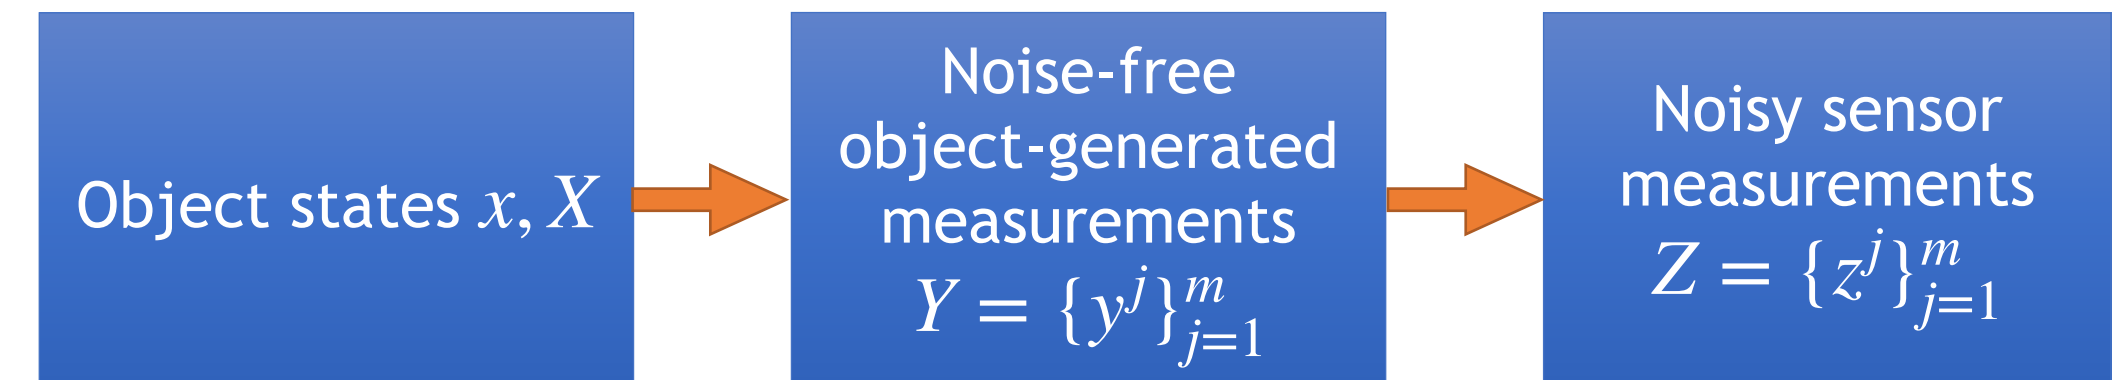 Object states x, X
Noise-free
object-generated
measurements
Y = {y^j}_{j=1}^m
Noisy sensor
measurements
Z = {z^j}_{j=1}^m